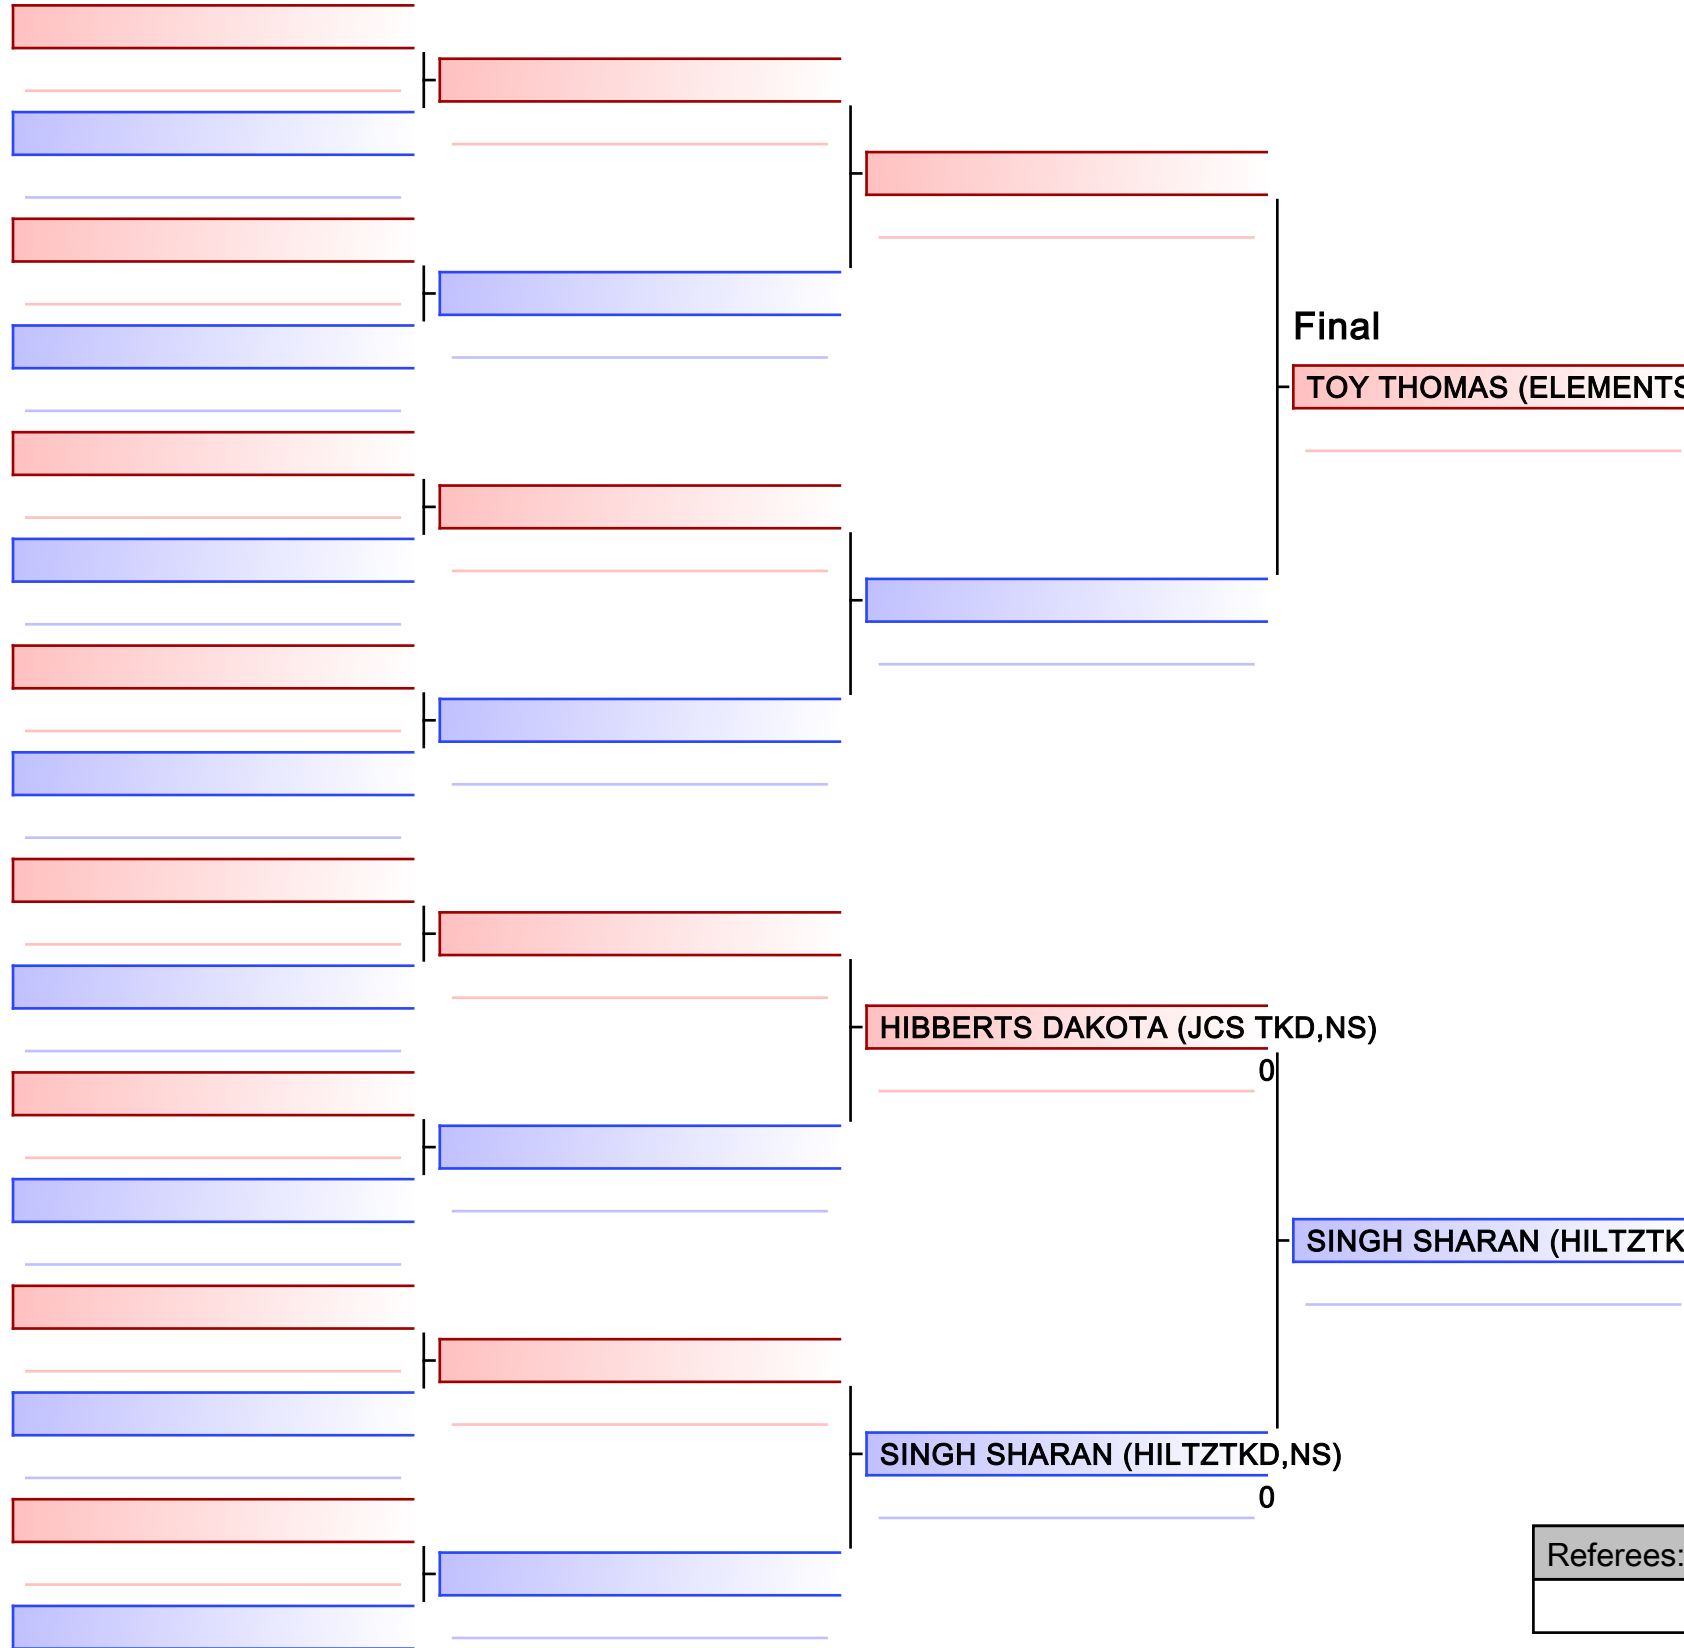 Final
TOY THOMAS (ELEMENTS
HIBBERTS DAKOTA (JCS TKD,NS)
0
SINGH SHARAN (HILTZTK
SINGH SHARAN (HILTZTKD,NS)
0
Referees: